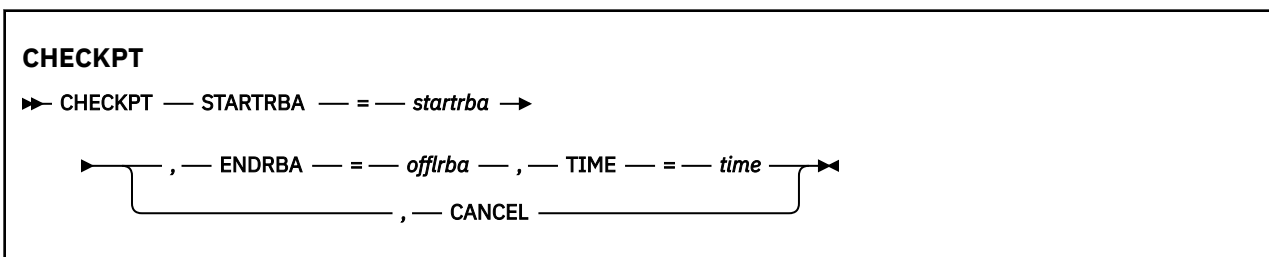 CHECKPT
CHECKPT STARTRBA = startrba
, ENDRBA = offlrba , TIME = time
, CANCEL